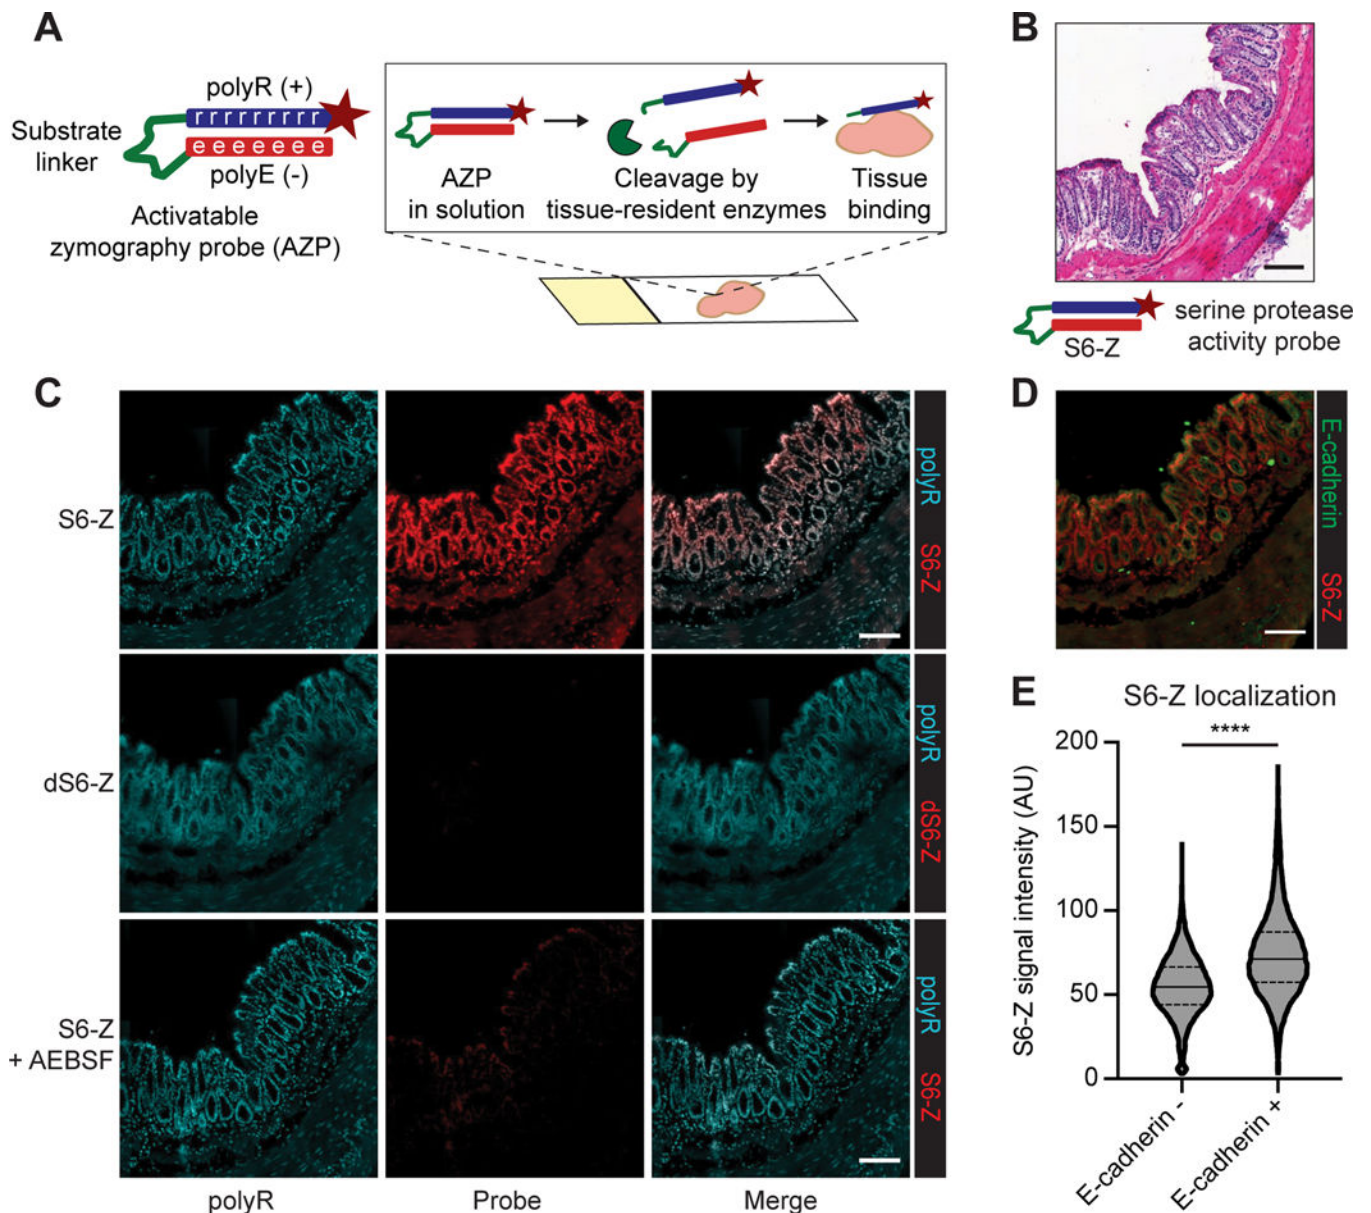 A
polyR (+)
r r r r r r r r r
Substrate
linker
e e e e e e e
polyE (-)
Activatable
zymography probe (AZP)
AZP
in solution
Cleavage by
tissue-resident enzymes
Tissue
binding
B
S6-Z
serine protease
activity probe
C
S6-Z
polyR
S6-Z
dS6-Z
polyR
dS6-Z
S6-Z
+ AEBSF
polyR
S6-Z
polyR
Probe
Merge
D
E-cadherin
S6-Z
E
S6-Z localization
****
S6-Z signal intensity (AU)
200
150
100
50
0
E-cadherin -
E-cadherin +